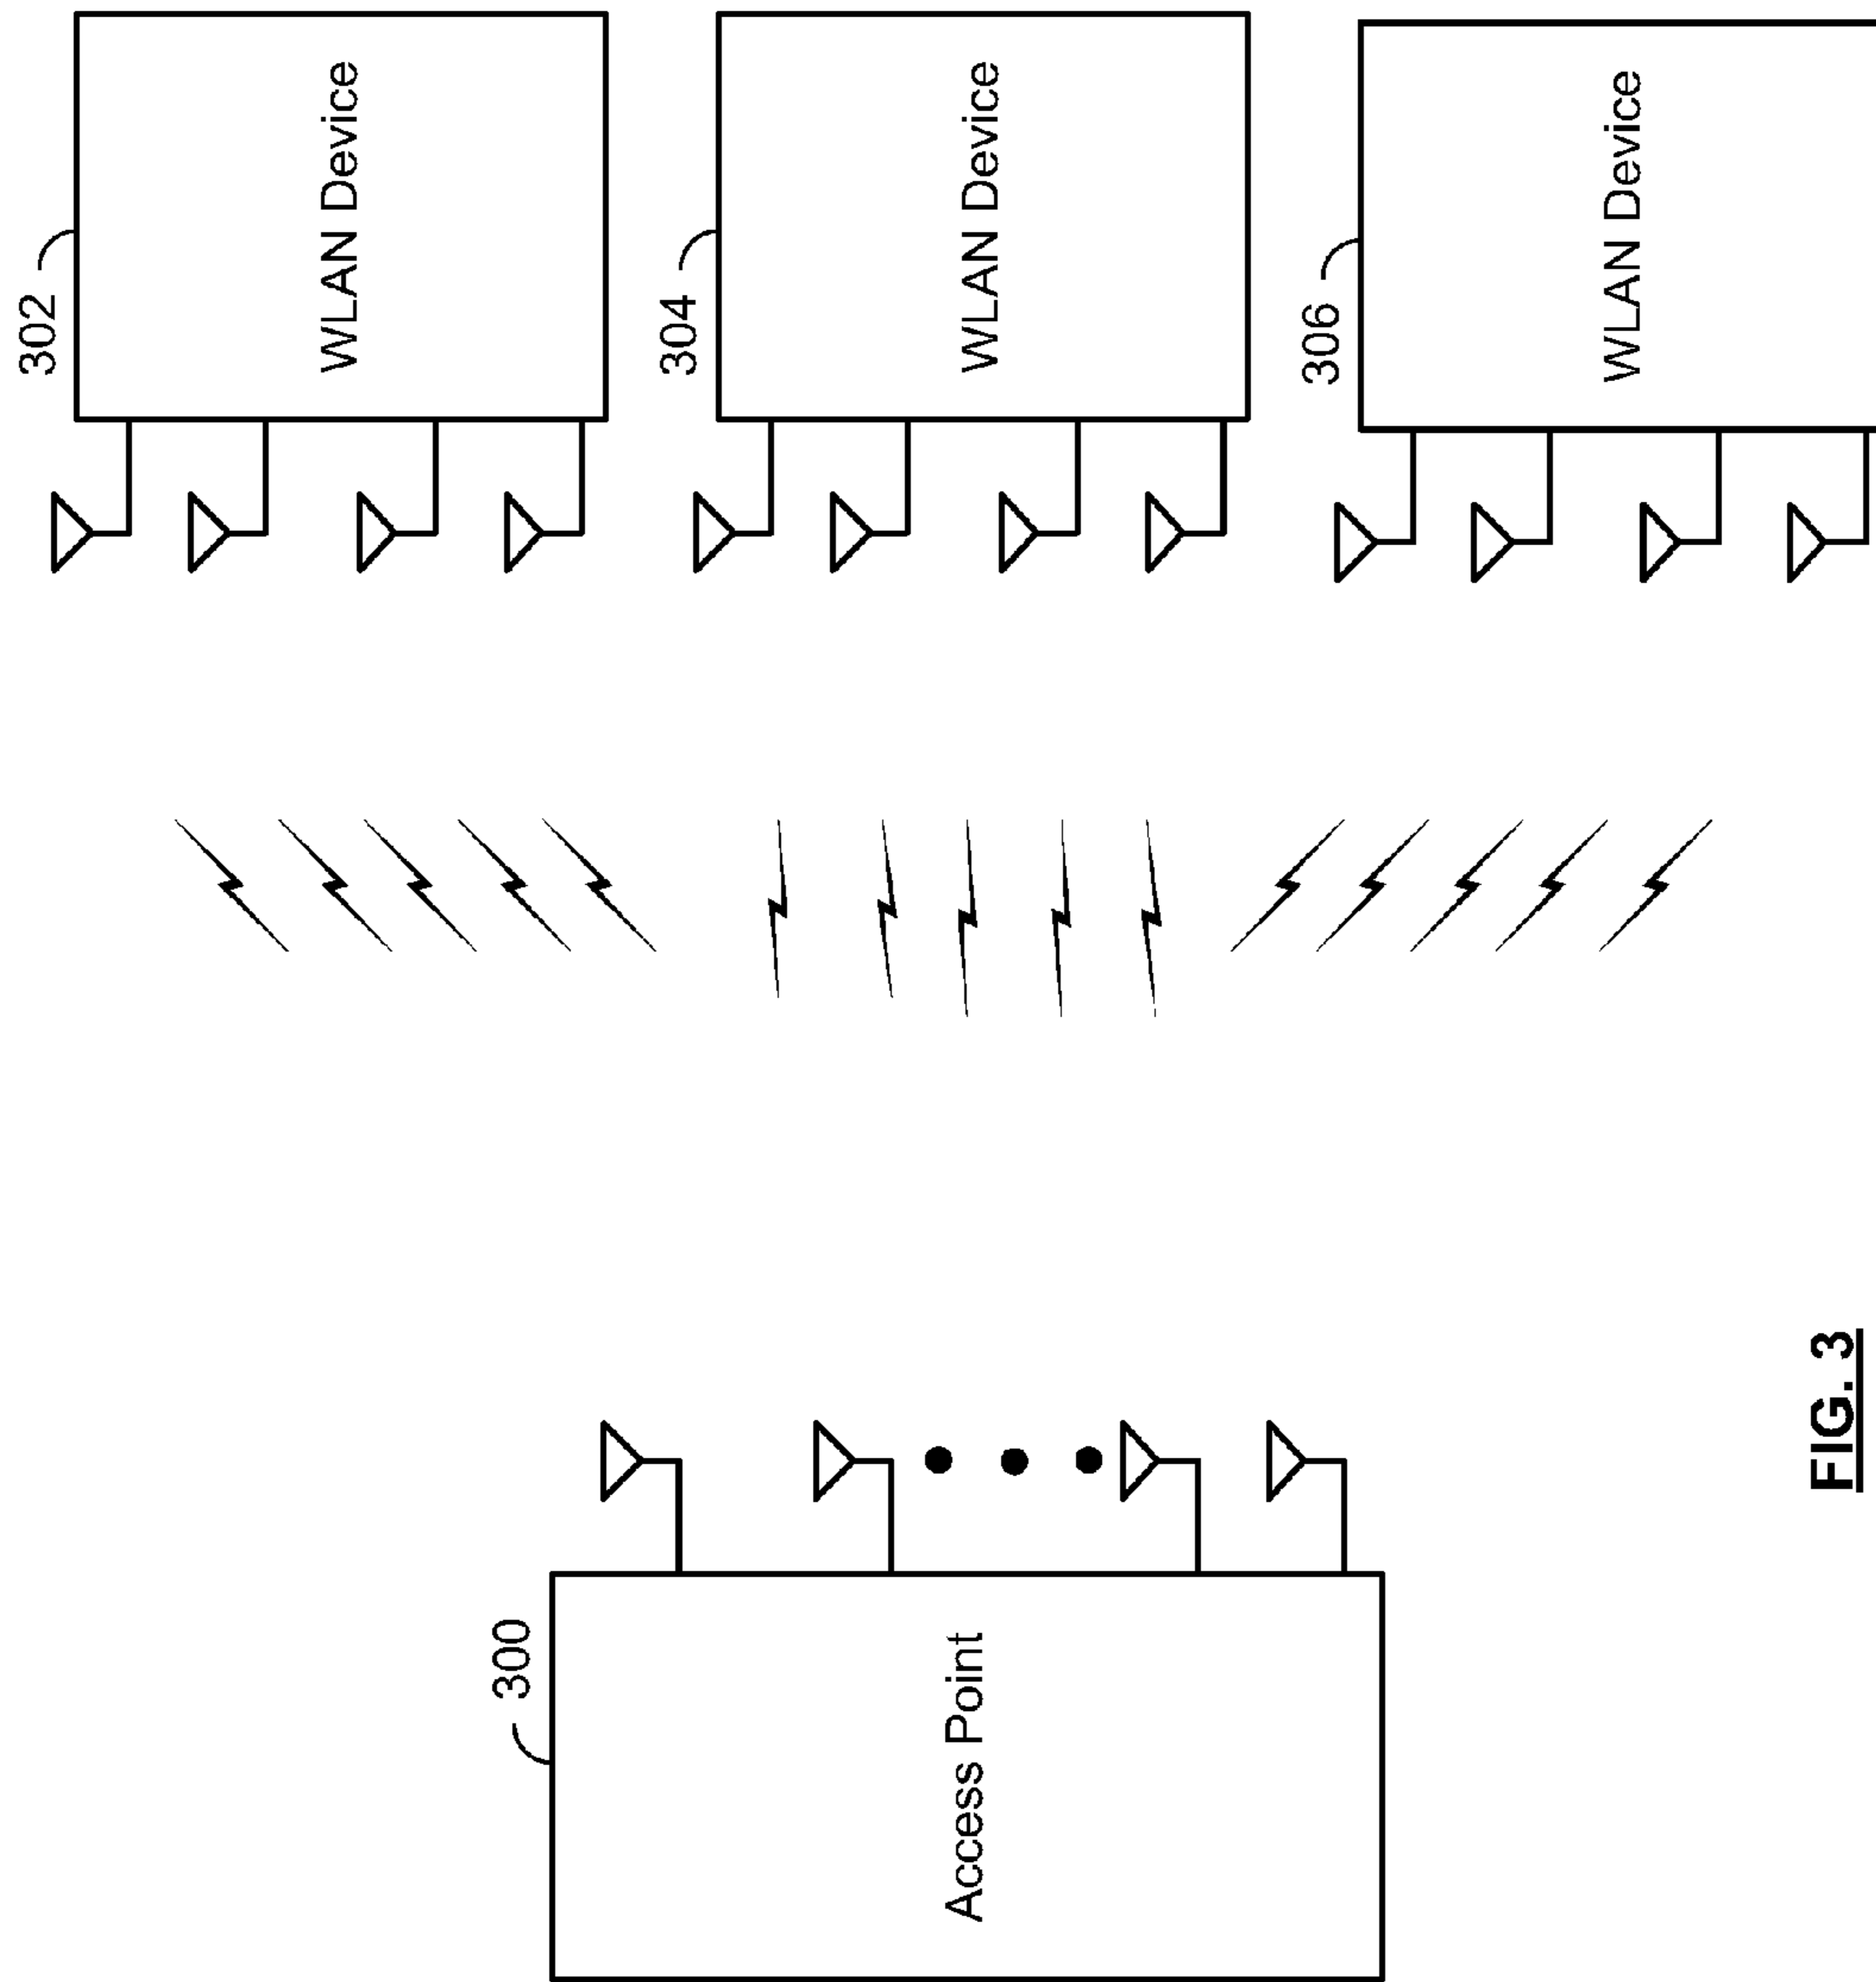 302
WLAN Device
304
WLAN Device
306
WLAN Device
300
Access Point
FIG. 3